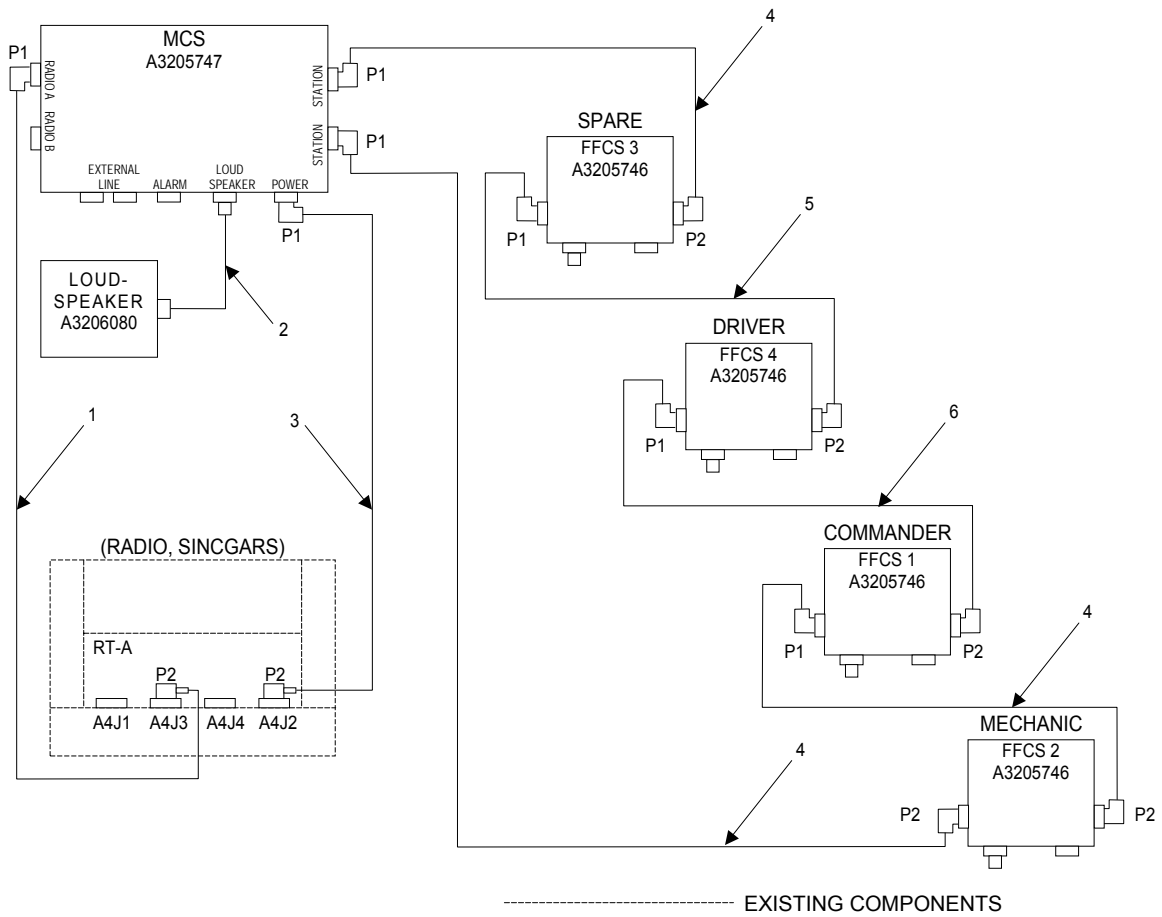 4
MCS
A3205747
P1
RADIO A
RADIO B
STATION
P1
STATION
P1
EXTERNAL
LINE
ALARM
LOUD
SPEAKER
POWER
P1
SPARE
FFCS 3
A3205746
P1
P2
5
LOUD-
SPEAKER
A3206080
2
DRIVER
FFCS 4
A3205746
P1
P2
1
3
6
(RADIO, SINCGARS)
COMMANDER
FFCS 1
A3205746
P1
P2
4
RT-A
P2
P2
A4J1
A4J3
A4J4
A4J2
MECHANIC
FFCS 2
A3205746
4
P2
P2
EXISTING COMPONENTS